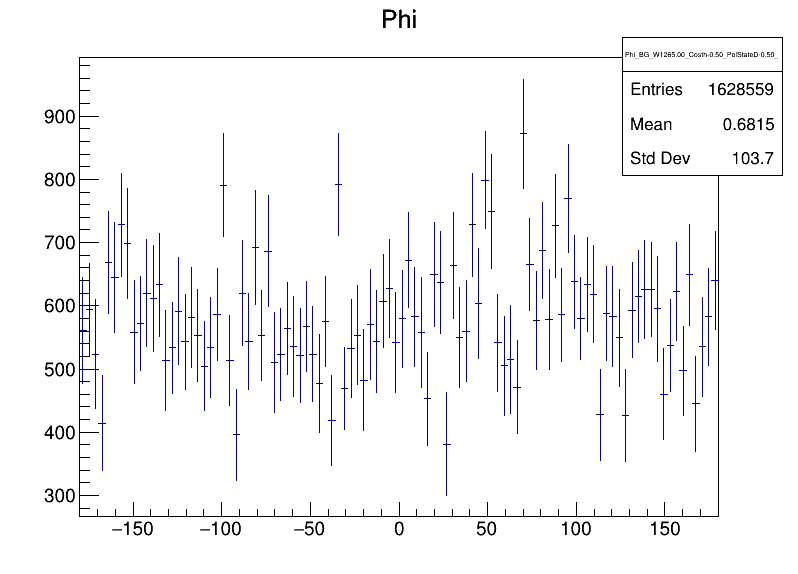 Phi
Phi_BG_W1265.00_Costh-0.50_PolStateD-0.50_
Entries 1628559
Mean 0.6815
Std Dev 103.7
900
800
700
600
500
400
300
−150 −100 −50 0 50 100 150